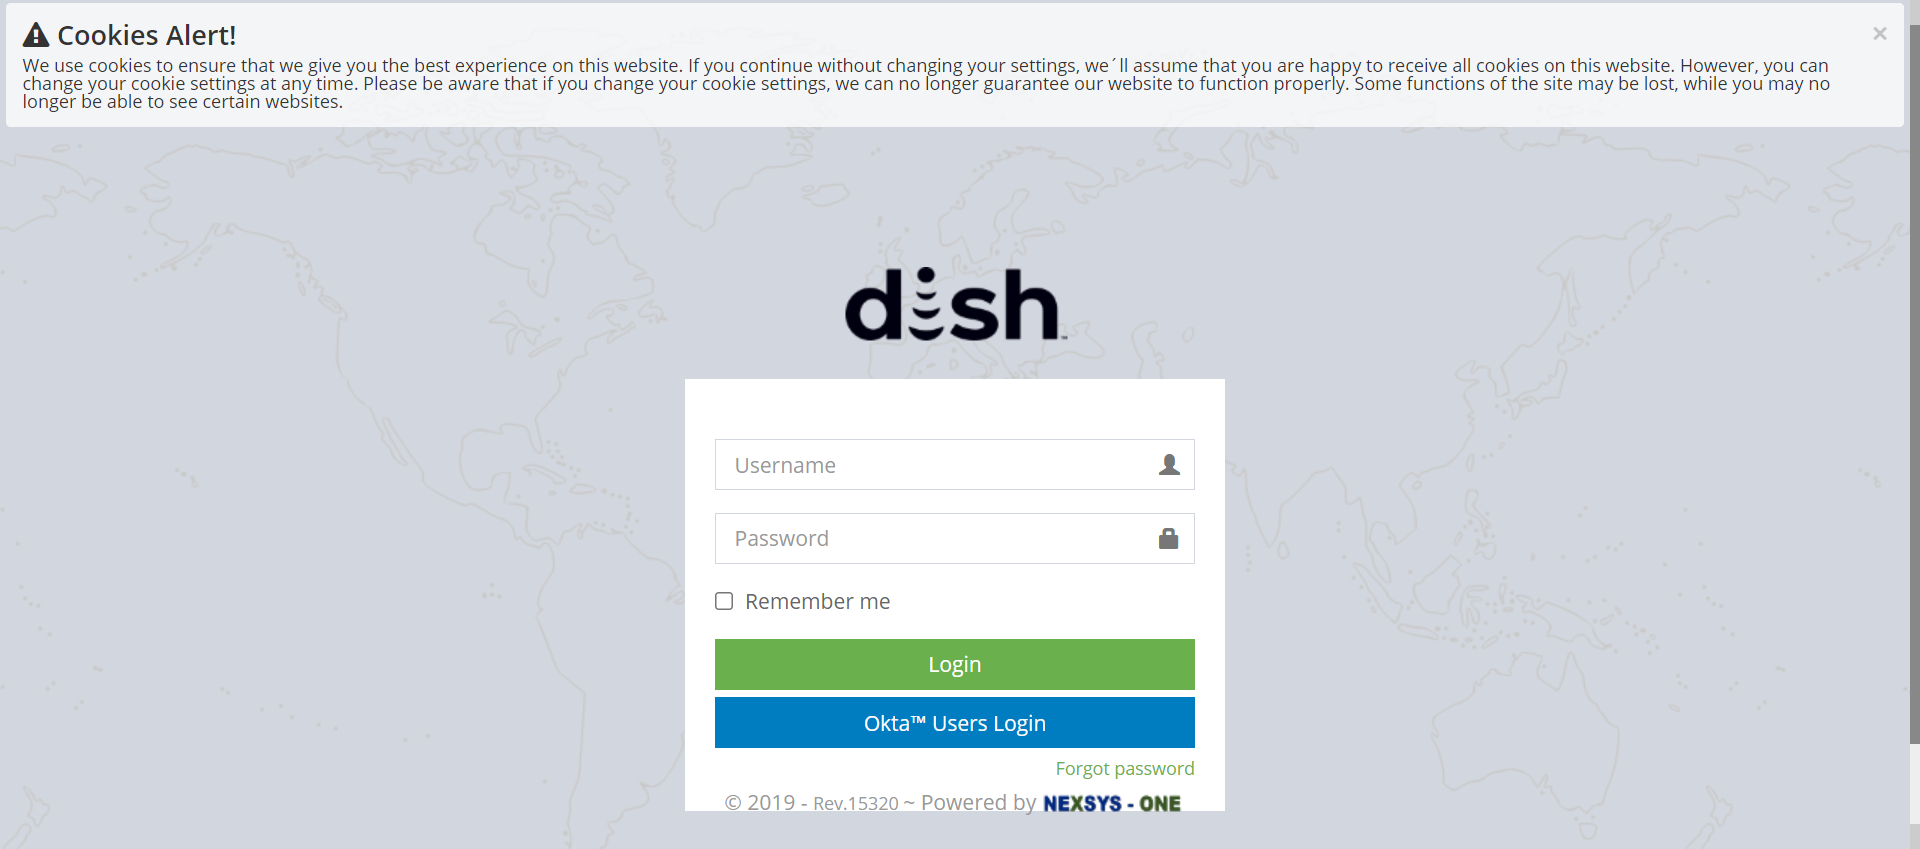 Cookies Alert!
We use cookies to ensure that we give you the best experience on this website. If you continue without changing your settings, we´ll assume that you are happy to receive all cookies on this website. However, you can
change your cookie settings at any time. Please be aware that if you change your cookie settings, we can no longer guarantee our website to function properly. Some functions of the site may be lost, while you may no
longer be able to see certain websites.
×
dish
Username
Password
Remember me
Login
Okta™ Users Login
Forgot password
© 2019 - Rev.15320 ~ Powered by NEXSYS - ONE